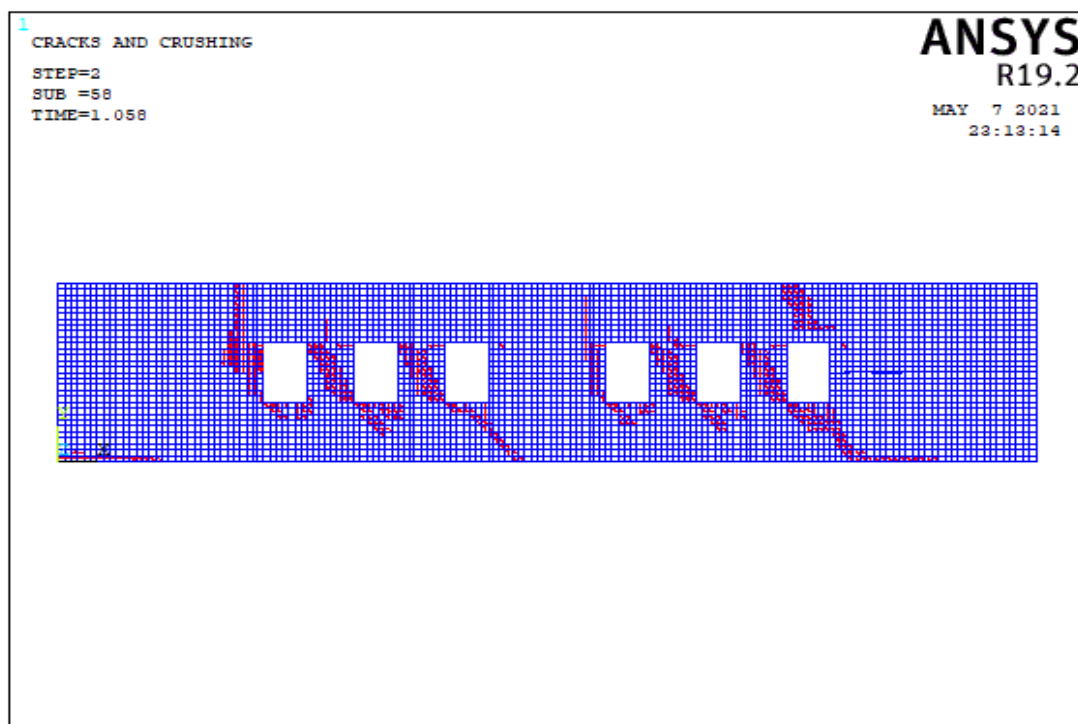 1
CRACKS AND CRUSHING
STEP=2
SUB =58
TIME=1.058
ANSYS
R19.2
MAY 7 2021
23:13:14
Y
X